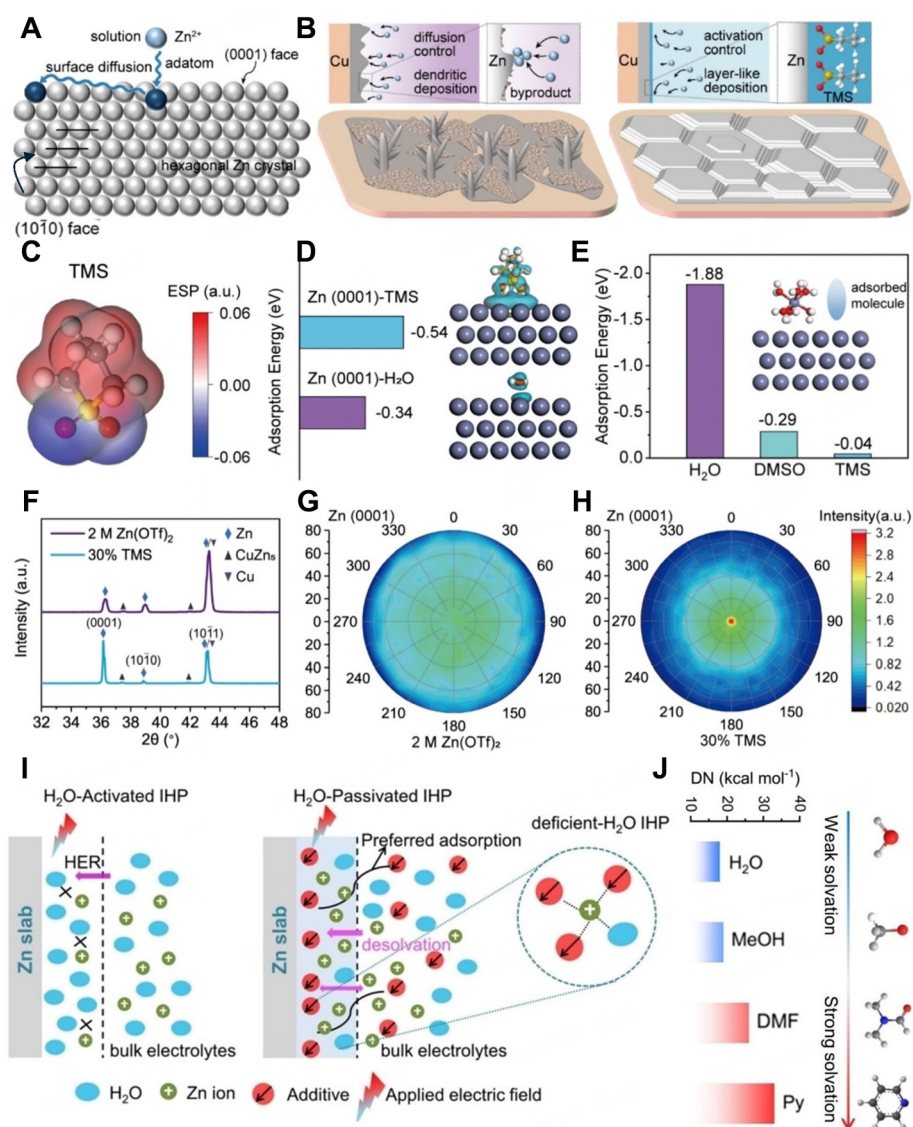 A
solution
Zn²⁺
(0001) face
adatom
surface diffusion
hexagonal Zn crystal
(101̄0) face
B
Cu
diffusion
control
dendritic
deposition
Zn
byproduct
Cu
activation
control
layer-like
deposition
Zn
TMS
C
TMS
ESP (a.u.)
0.06
0.00
-0.06
D
Adsorption Energy (eV)
Zn (0001)-TMS
-0.54
Zn (0001)-H₂O
-0.34
E
Adsorption Energy (eV)
-2.0
-1.5
-1.0
-0.5
0.0
-1.88
-0.29
-0.04
adsorbed
molecule
H₂O
DMSO
TMS
F
Intensity (a.u.)
2 M Zn(OTf)₂
30% TMS
Zn
CuZn₅
Cu
(0001)
(101̄0)
(101̄1)
32 34 36 38 40 42 44 46 48
2θ (°)
G
Zn (0001)
80
60
40
20
0
20
40
60
80
0
30
60
90
120
150
180
210
240
270
300
330
2 M Zn(OTf)₂
H
Zn (0001)
80
60
40
20
0
20
40
60
80
0
30
60
90
120
150
180
210
240
270
300
330
30% TMS
Intensity(a.u.)
3.2
2.8
2.4
2.0
1.6
1.2
0.82
0.42
0.020
I
H₂O-Activated IHP
HER
Zn slab
bulk electrolytes
H₂O-Passivated IHP
Preferred adsorption
desolvation
Zn slab
bulk electrolytes
deficient-H₂O IHP
H₂O
Zn ion
Additive
Applied electric field
J
DN (kcal mol⁻¹)
10 20 30 40
H₂O
MeOH
DMF
Py
Weak solvation
Strong solvation